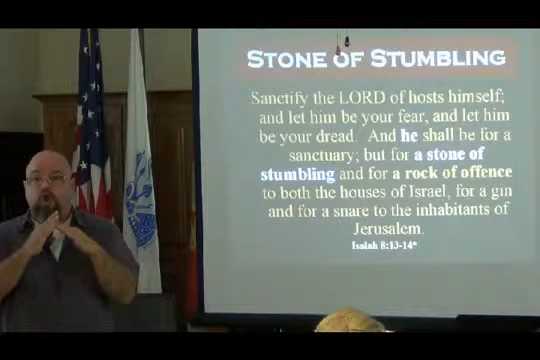 STONE OF STUMBLING
Sanctify the LORD of hosts himself;
and let him be your fear, and let him
be your dread. And he shall be for a
sanctuary; but for a stone of
stumbling and for a rock of offence
to both the houses of Israel, for a gin
and for a snare to the inhabitants of
Jerusalem.
Isaiah 8:13-14*